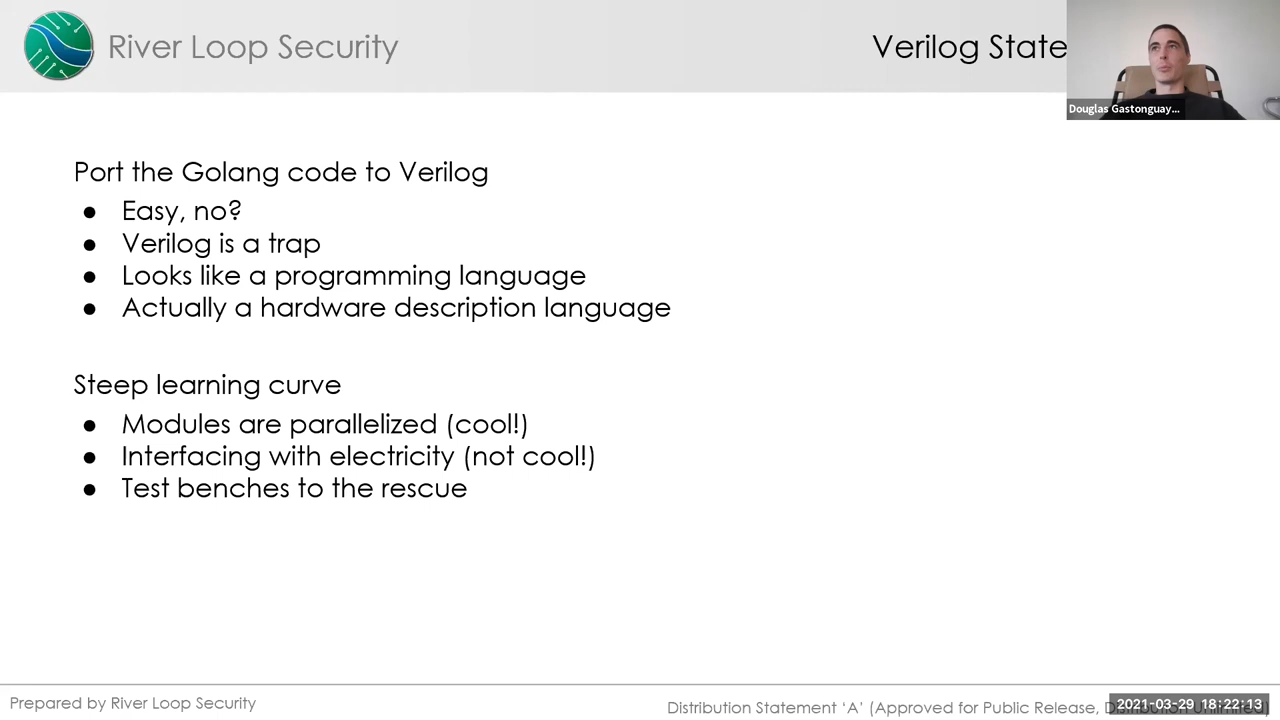 River Loop Security
Verilog State
Douglas Gastonguay...
Port the Golang code to Verilog
● Easy, no?
● Verilog is a trap
● Looks like a programming language
● Actually a hardware description language
Steep learning curve
● Modules are parallelized (cool!)
● Interfacing with electricity (not cool!)
● Test benches to the rescue
Prepared by River Loop Security
Distribution Statement ‘A’ (Approved for Public Release, Distribution Unlimited)
2021-03-29 18:22:13